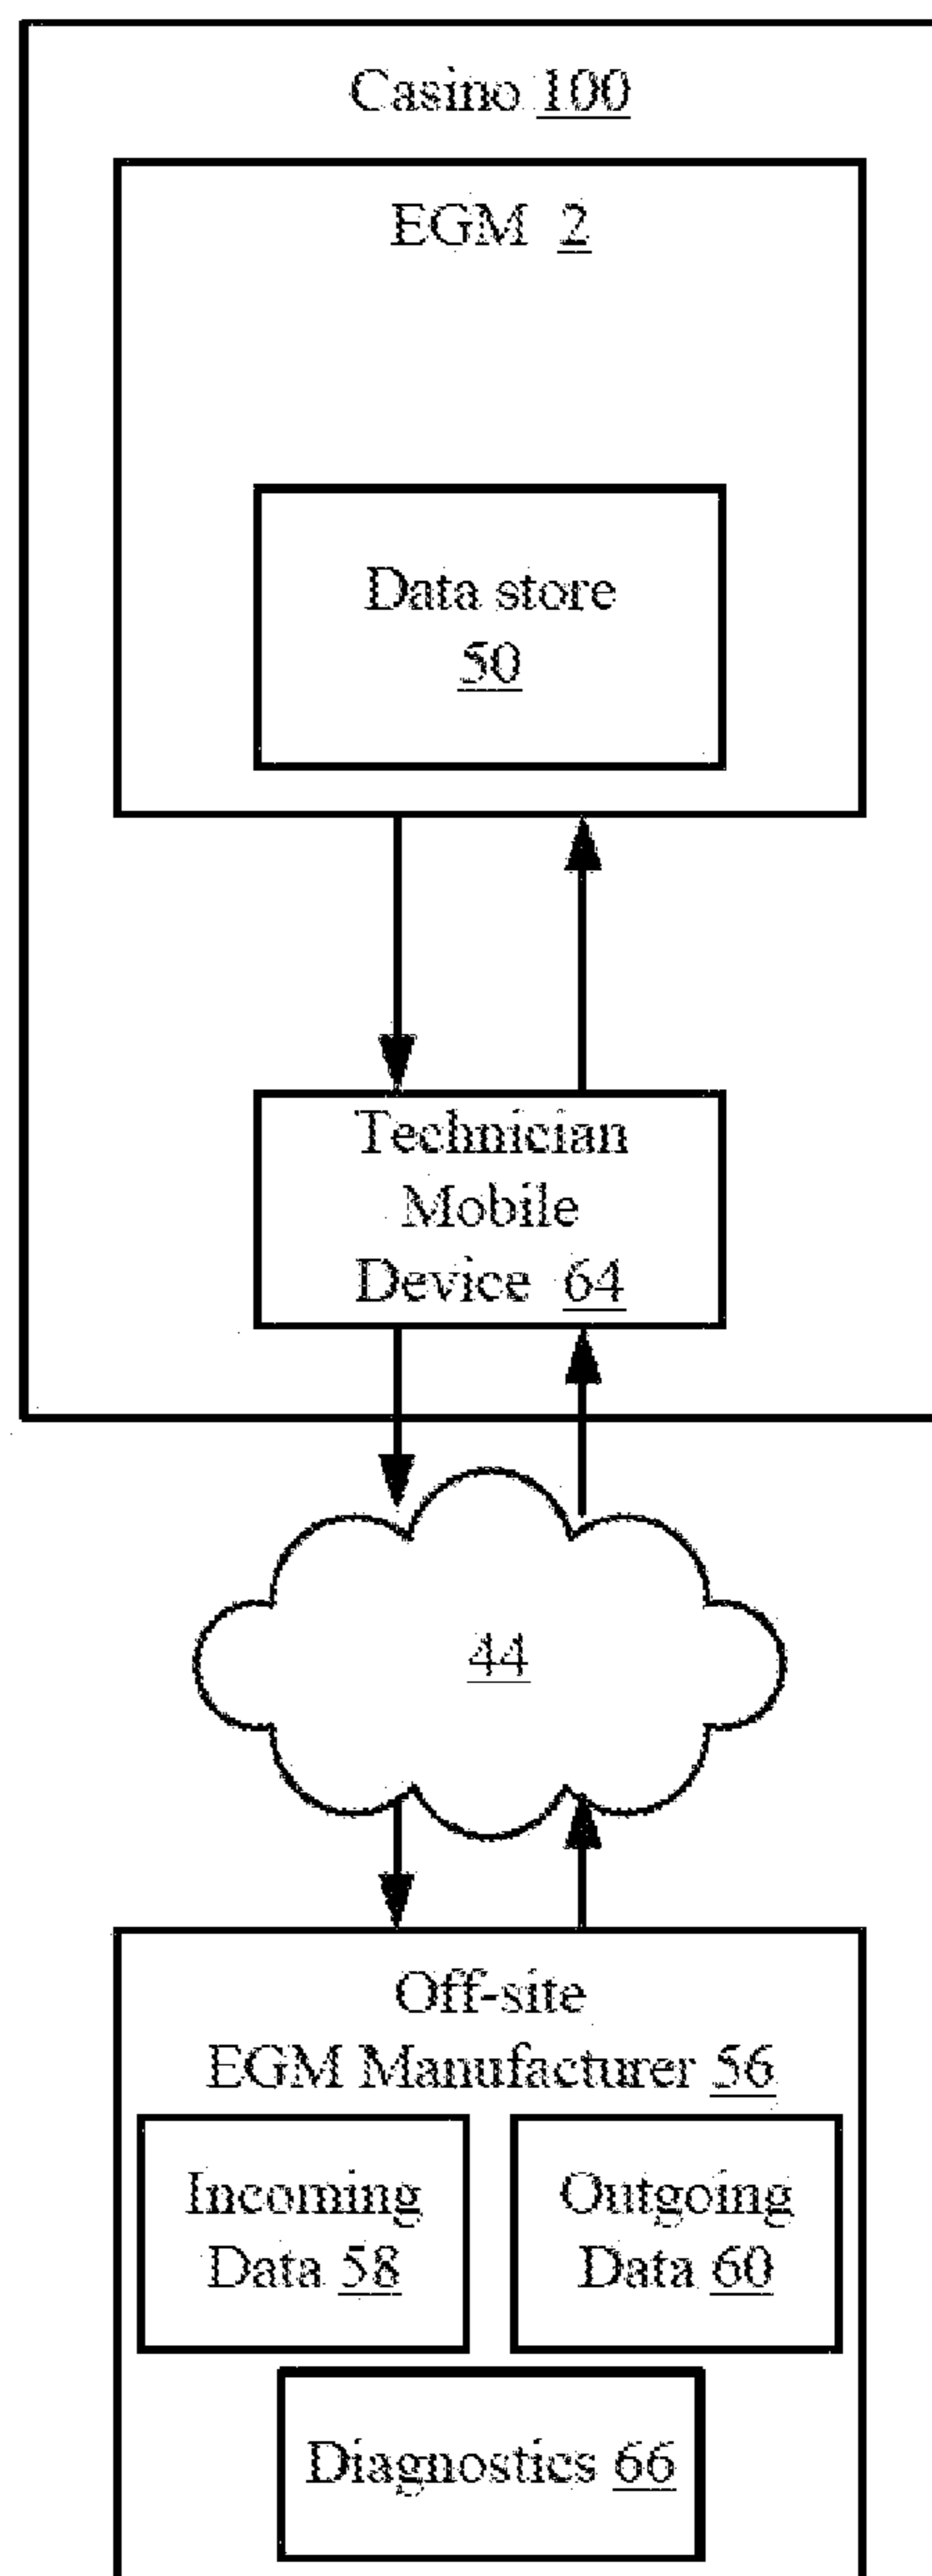 Casino 100
EGM 2
Data store
50
Technician
Mobile
Device 64
44
Off-site
EGM Manufacturer 56
Incoming
Data 58
Outgoing
Data 60
Diagnostics 66